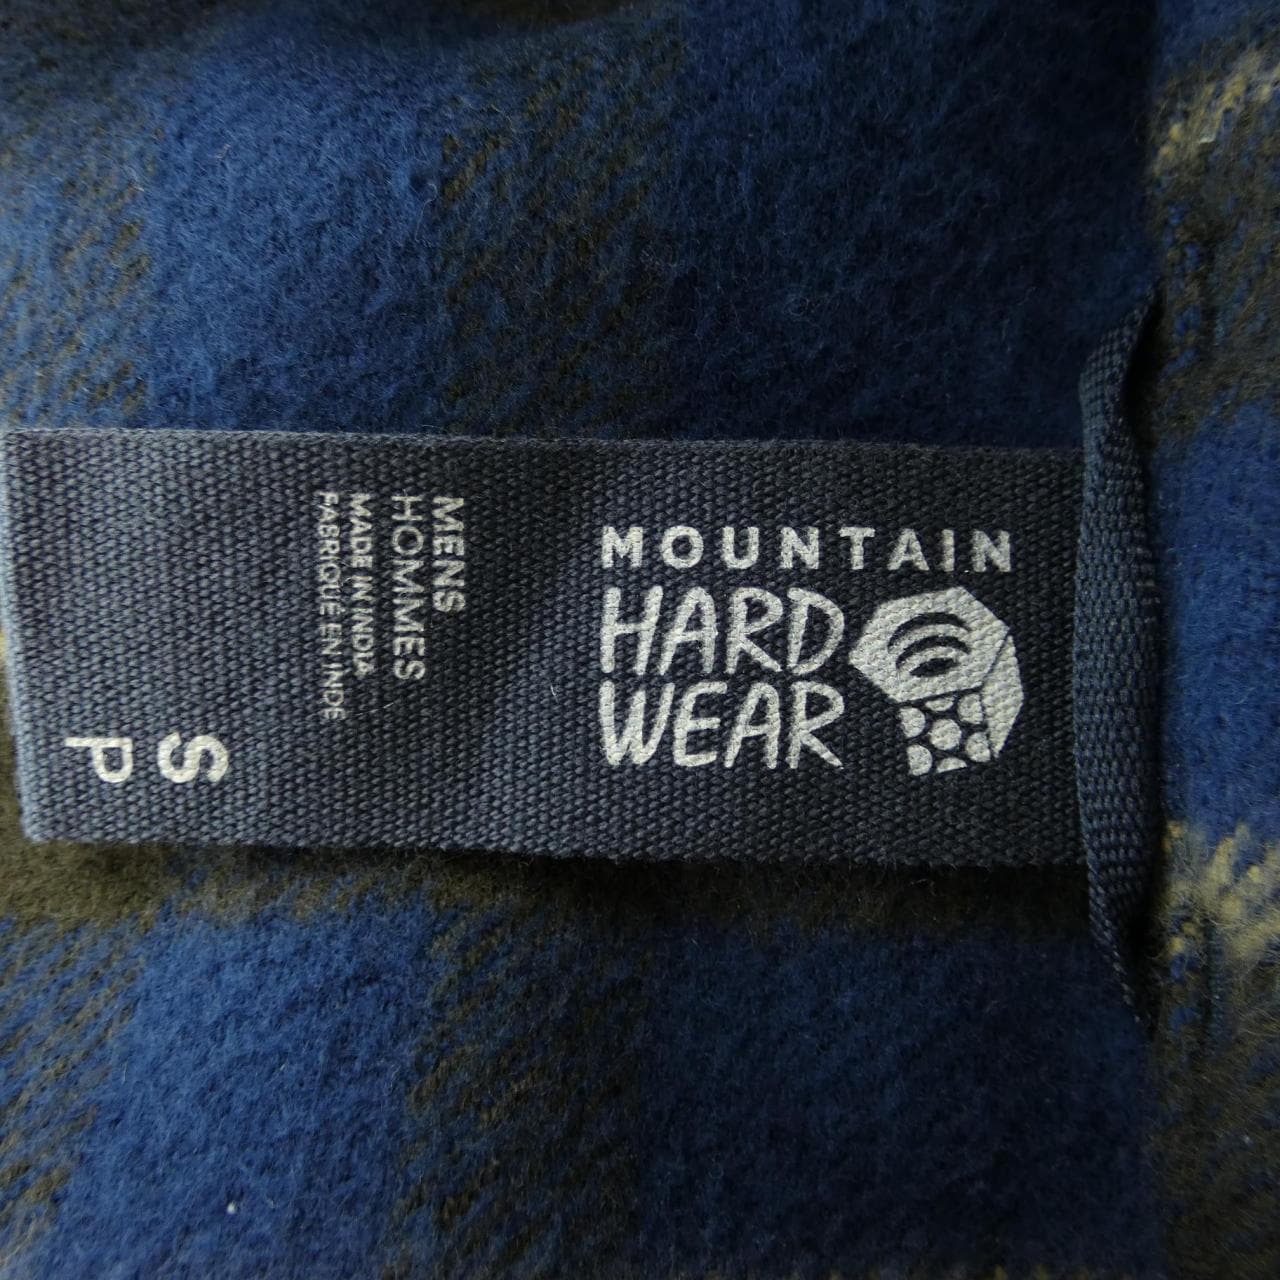 MOUNTAIN
HARD
WEAR
MENS
HOMMES
MADE IN INDIA
FABRIQUÉ EN INDE
S
P